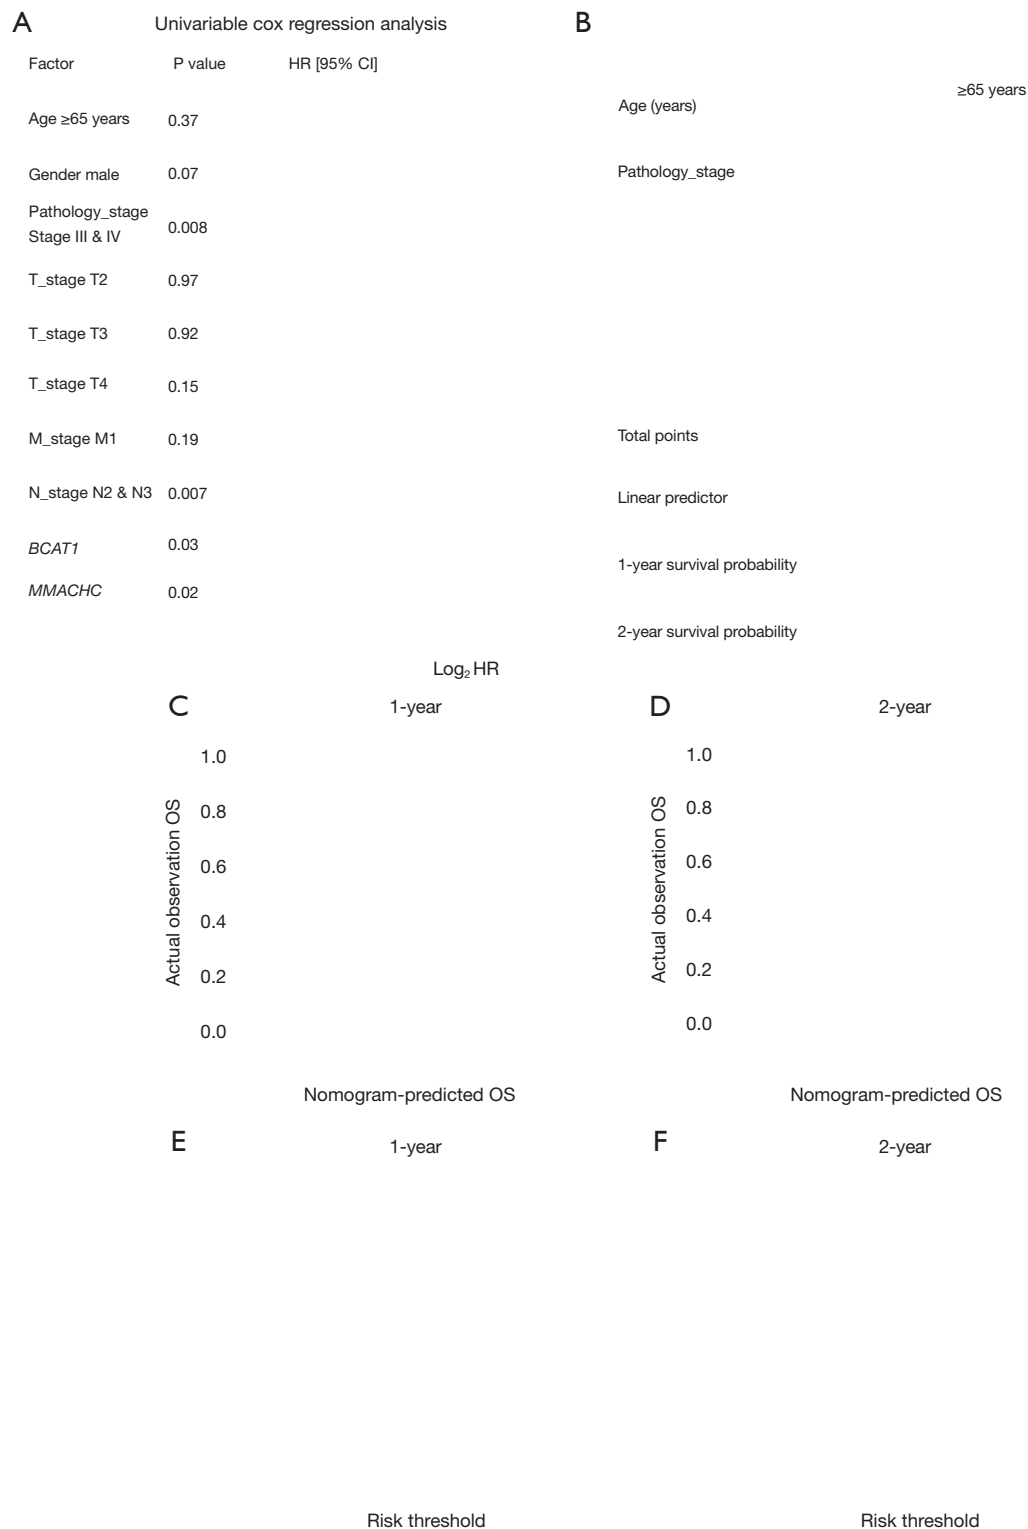 A
Univariable cox regression analysis
Factor P value HR [95% CI]
Age ≥65 years 0.37
Gender male 0.07
Pathology_stage
Stage III & IV 0.008
T_stage T2 0.97
T_stage T3 0.92
T_stage T4 0.15
M_stage M1 0.19
N_stage N2 & N3 0.007
BCAT1 0.03
MMACHC 0.02
Log₂ HR
B
≥65 years
Age (years)
Pathology_stage
Total points
Linear predictor
1-year survival probability
2-year survival probability
C
1-year
1.0
0.8
0.6
0.4
0.2
0.0
Actual observation OS
Nomogram-predicted OS
D
2-year
1.0
0.8
0.6
0.4
0.2
0.0
Actual observation OS
Nomogram-predicted OS
E
1-year
Risk threshold
F
2-year
Risk threshold